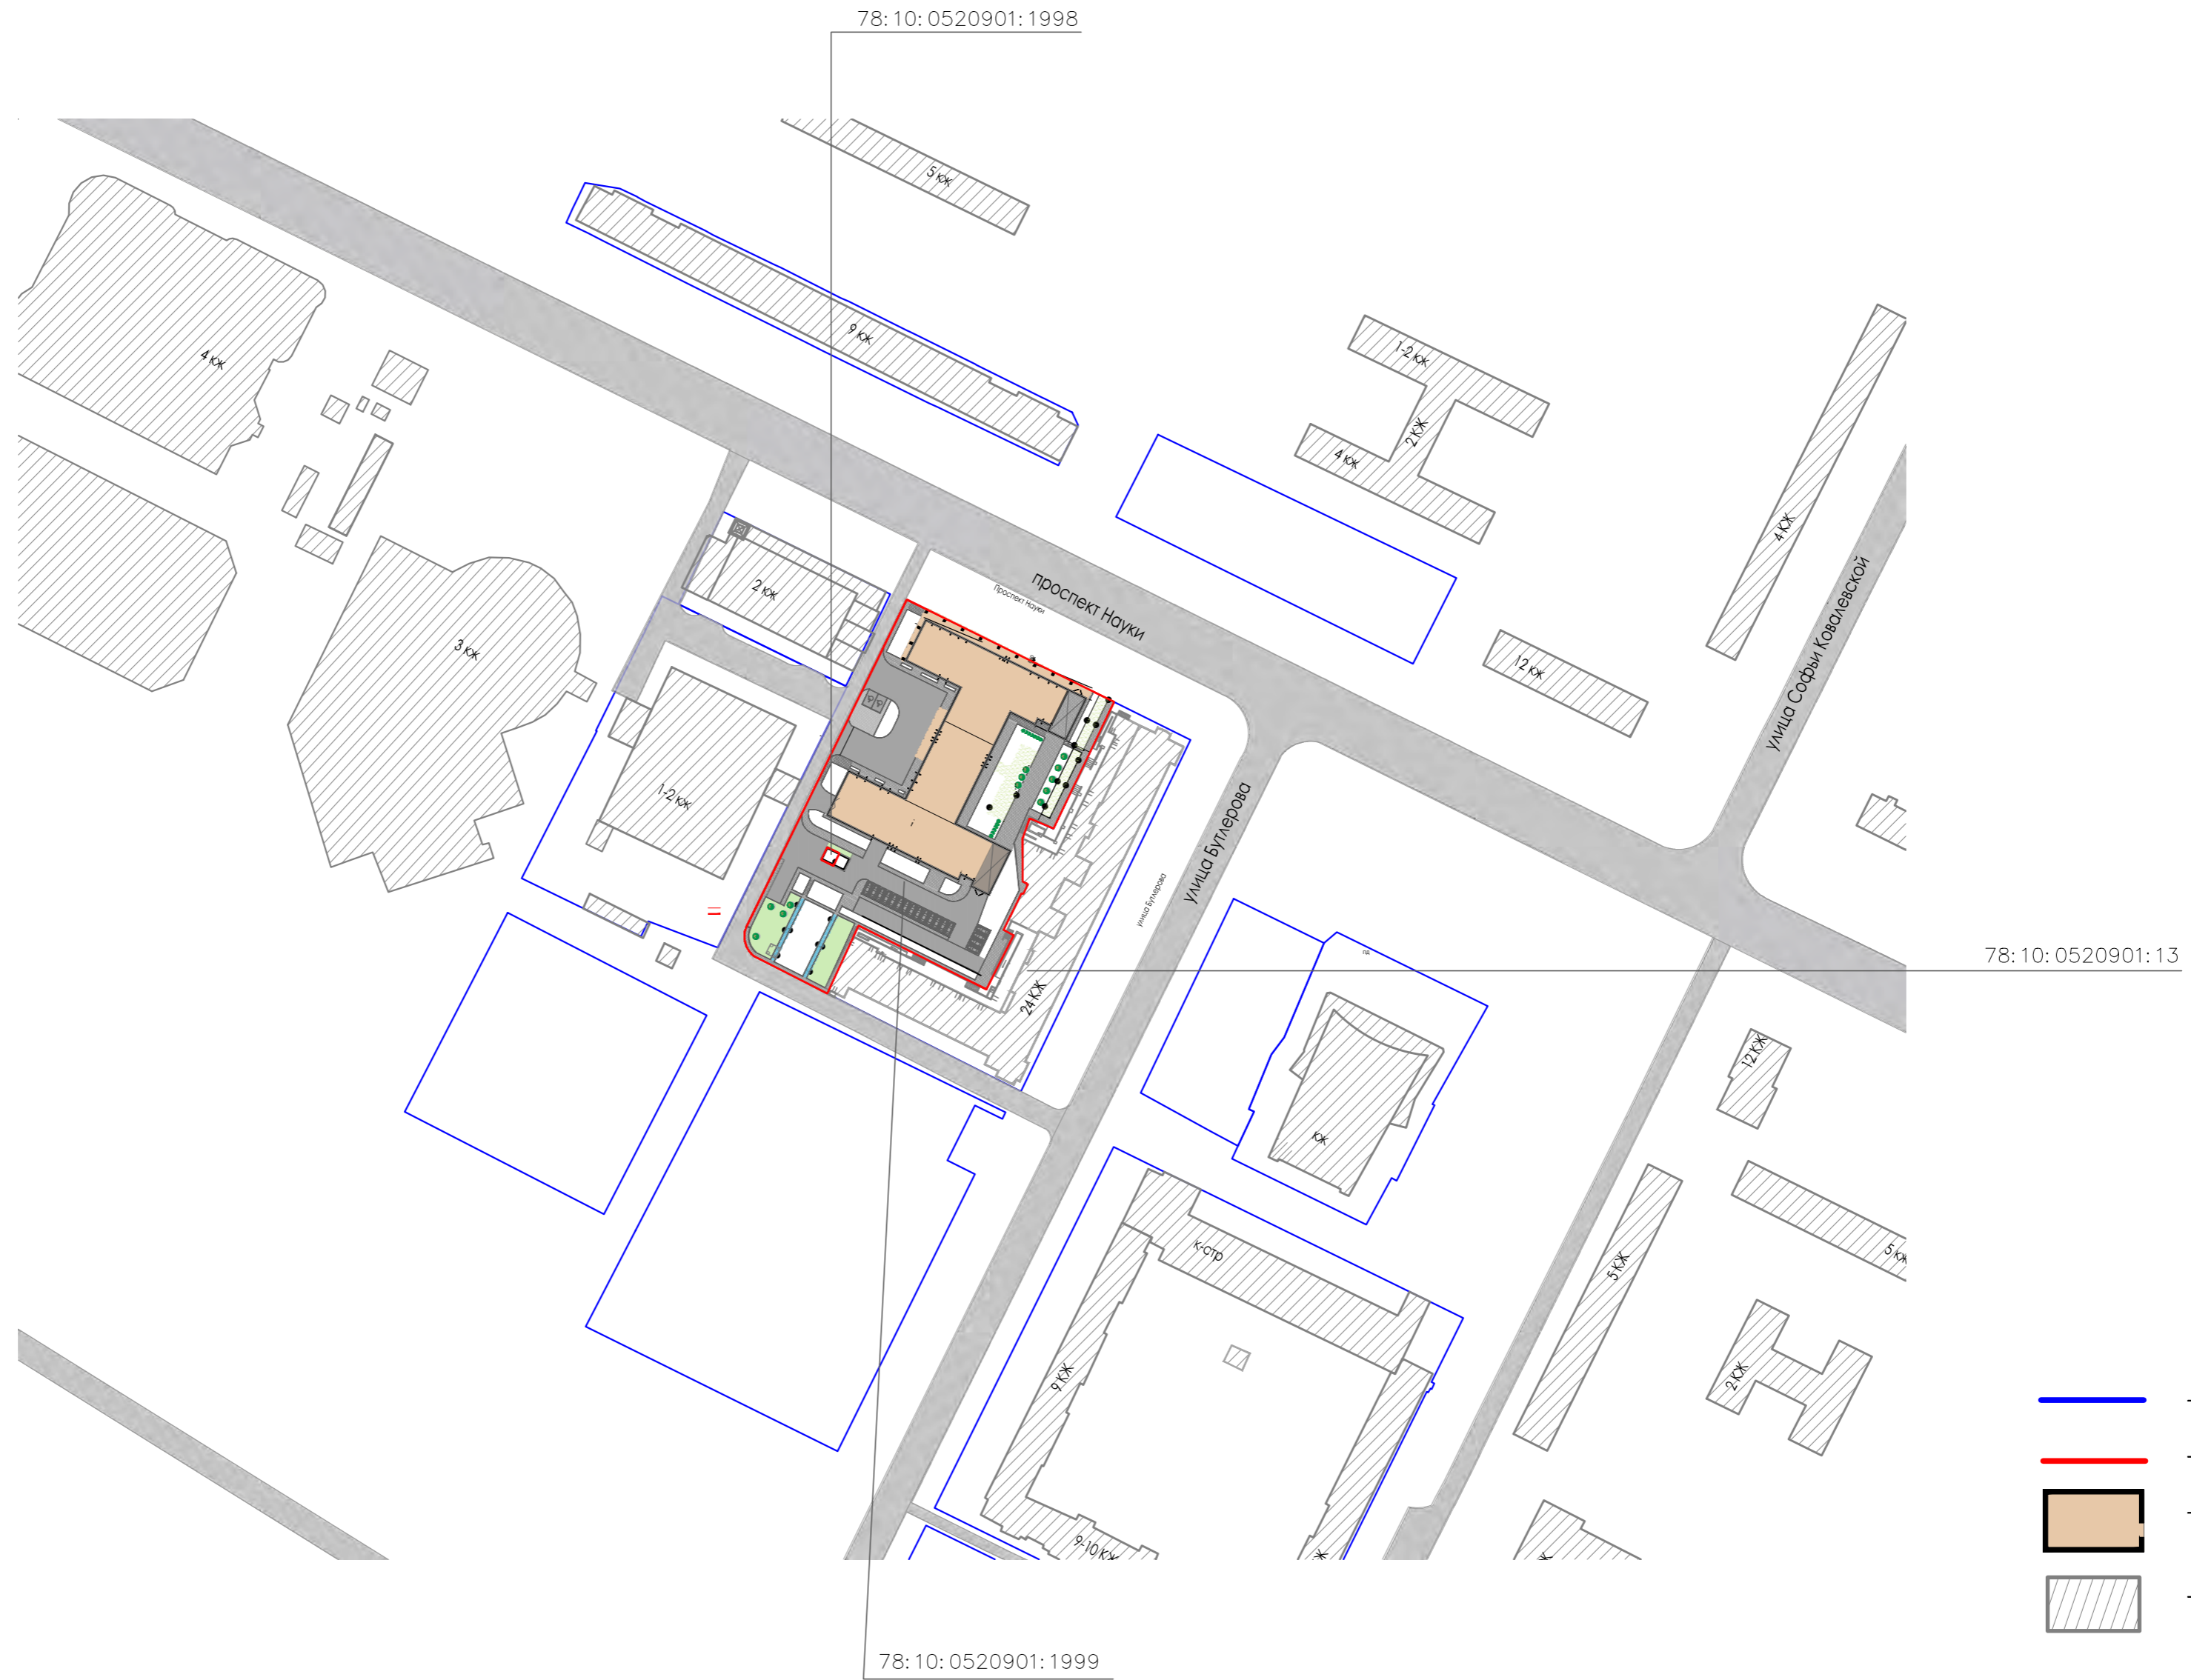 78:10:0520901:1998
5 кж
9 кж
4 кж
1-2 кж
2 кж
4 кж
4 кж
2 кж
проспект Науки
Проспект Науки
улица Софьи Ковалевской
3 кж
12 кж
1-2 кж
улица Бутлерова
улица Бутлерова
78:10:0520901:13
24 кж
12 кж
кж
к-стр
5 кж
5 кж
9 кж
2 кж
9-10 кж
78:10:0520901:1999